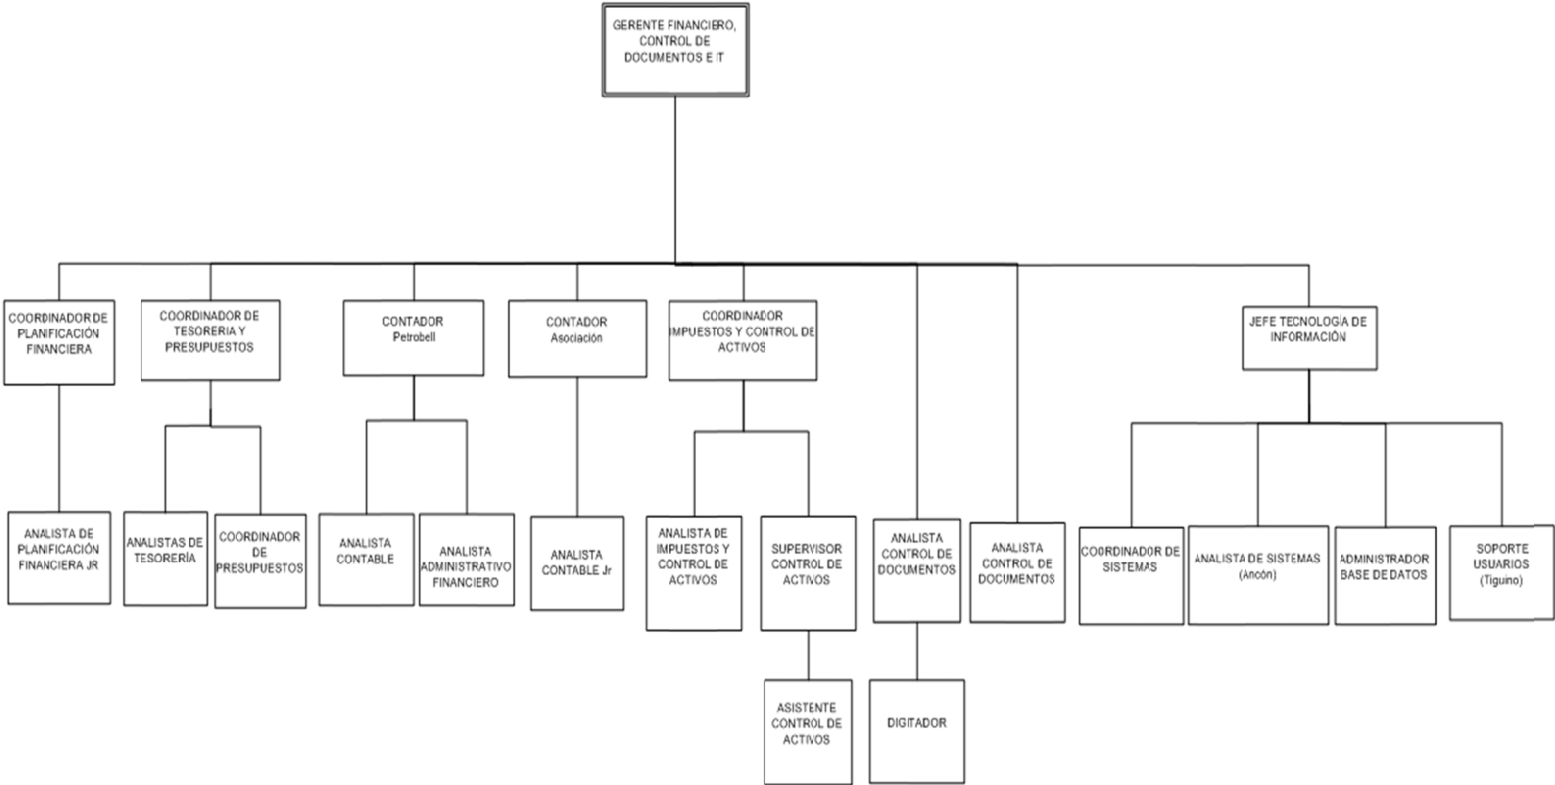 GERENTE FINANCIERO,
CONTROL DE
DOCUMENTOS E IT
COORDINADOR DE
PLANIFICACIÓN
FINANCIERA
COORDINADOR DE
TESORERIA Y
PRESUPUESTOS
CONTADOR
Petrobell
CONTADOR
Asociación
COORDINADOR
IMPUESTOS Y CONTROL DE
ACTIVOS
JEFE TECNOLOGÍA DE
INFORMACIÓN
ANALISTA DE
PLANIFICACIÓN
FINANCIERA JR
ANALISTAS DE
TESORERÍA
COORDINADOR
DE
PRESUPUESTOS
ANALISTA
CONTABLE
ANALISTA
ADMINISTRATIVO
FINANCIERO
ANALISTA
CONTABLE Jr
ANALISTA DE
IMPUESTOS Y
CONTROL DE
ACTIVOS
SUPERVISOR
CONTROL DE
ACTIVOS
ANALISTA
CONTROL DE
DOCUMENTOS
ANALISTA
CONTROL DE
DOCUMENTOS
COORDINADOR DE
SISTEMAS
ANALISTA DE SISTEMAS
(Ancón)
ADMINISTRADOR
BASE DE DATOS
SOPORTE
USUARIOS
(Tiguino)
ASISTENTE
CONTROL DE
ACTIVOS
DIGITADOR